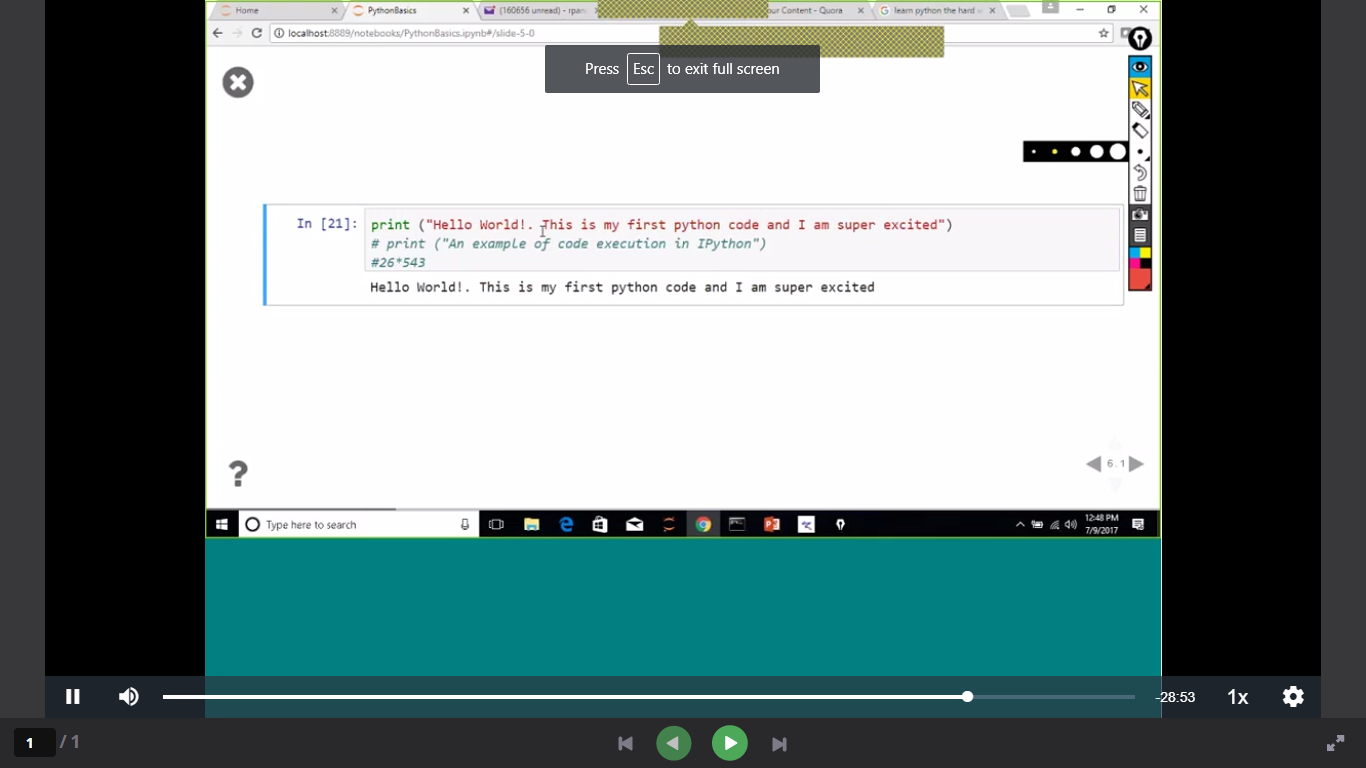 Home
PythonBasics
(160656 unread) - rpan
our Content - Quora
learn python the hard w
localhost:8889/notebooks/PythonBasics.ipynb#/slide-5-0
Press Esc to exit full screen
In [21]: print ("Hello World!. This is my first python code and I am super excited")
# print ("An example of code execution in IPython")
#26*543
Hello World!. This is my first python code and I am super excited
?
6.1
Type here to search
12:48 PM
7/9/2017
-28:53
1x
1 / 1